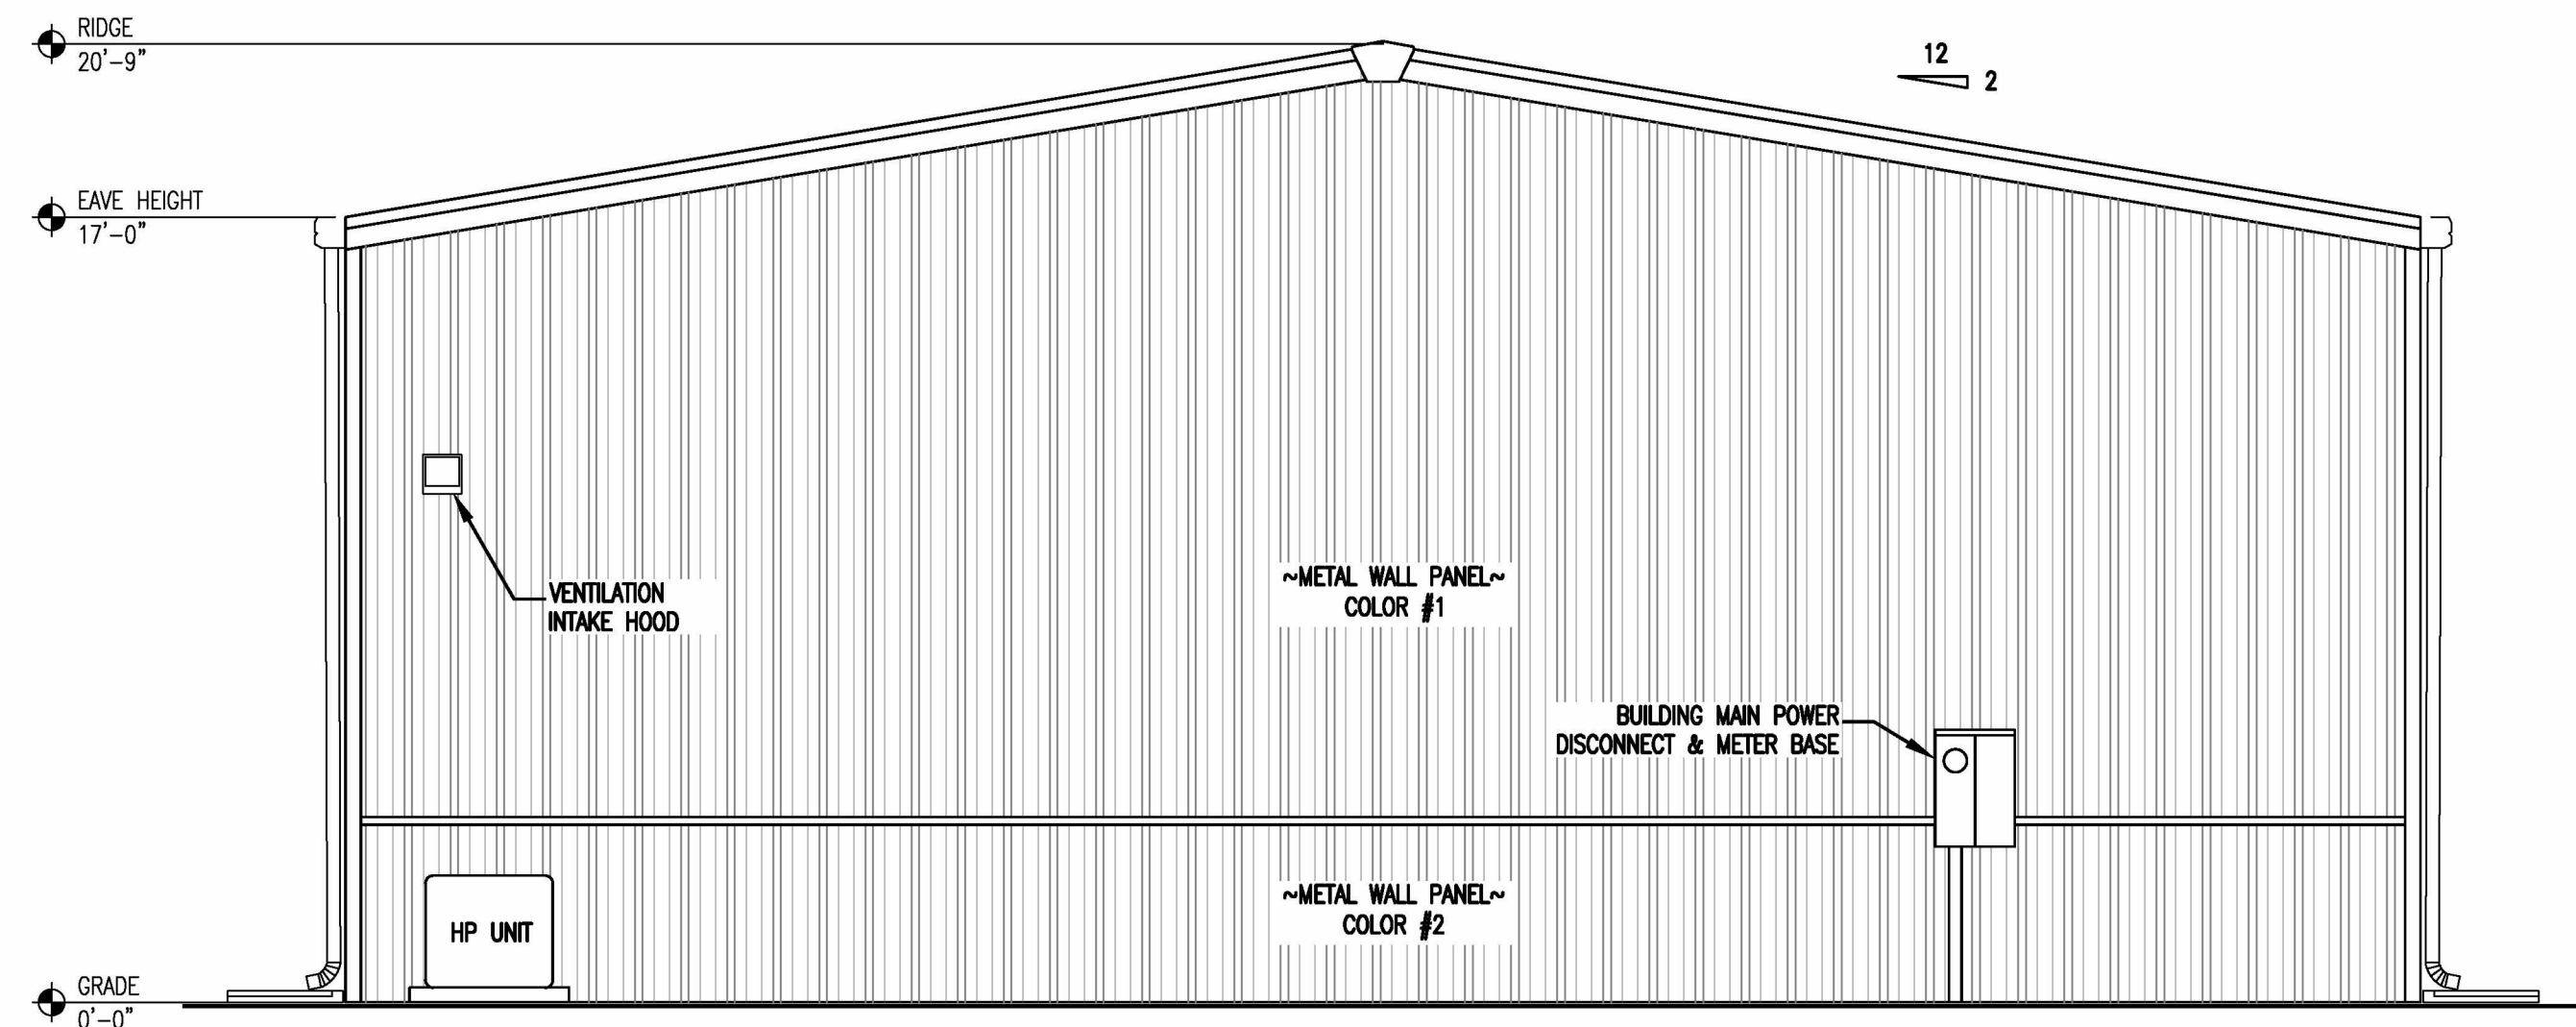 RIDGE
20'-9"
12
2
EAVE HEIGHT
17'-0"
VENTILATION
INTAKE HOOD
~METAL WALL PANEL~
COLOR #1
BUILDING MAIN POWER
DISCONNECT & METER BASE
~METAL WALL PANEL~
COLOR #2
HP UNIT
GRADE
0'-0"